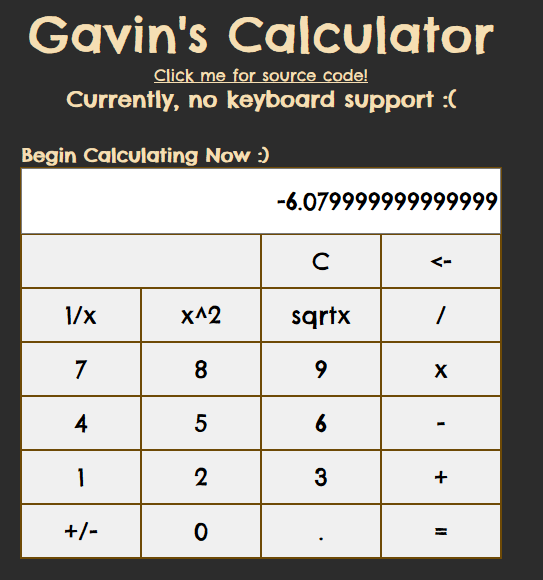 Gavin's Calculator
Click me for source code!
Currently, no keyboard support :(
Begin Calculating Now :)
-6.079999999999999
C <-
1/x x^2 sqrtx /
7 8 9 x
4 5 6 -
1 2 3 +
+/- 0 . =